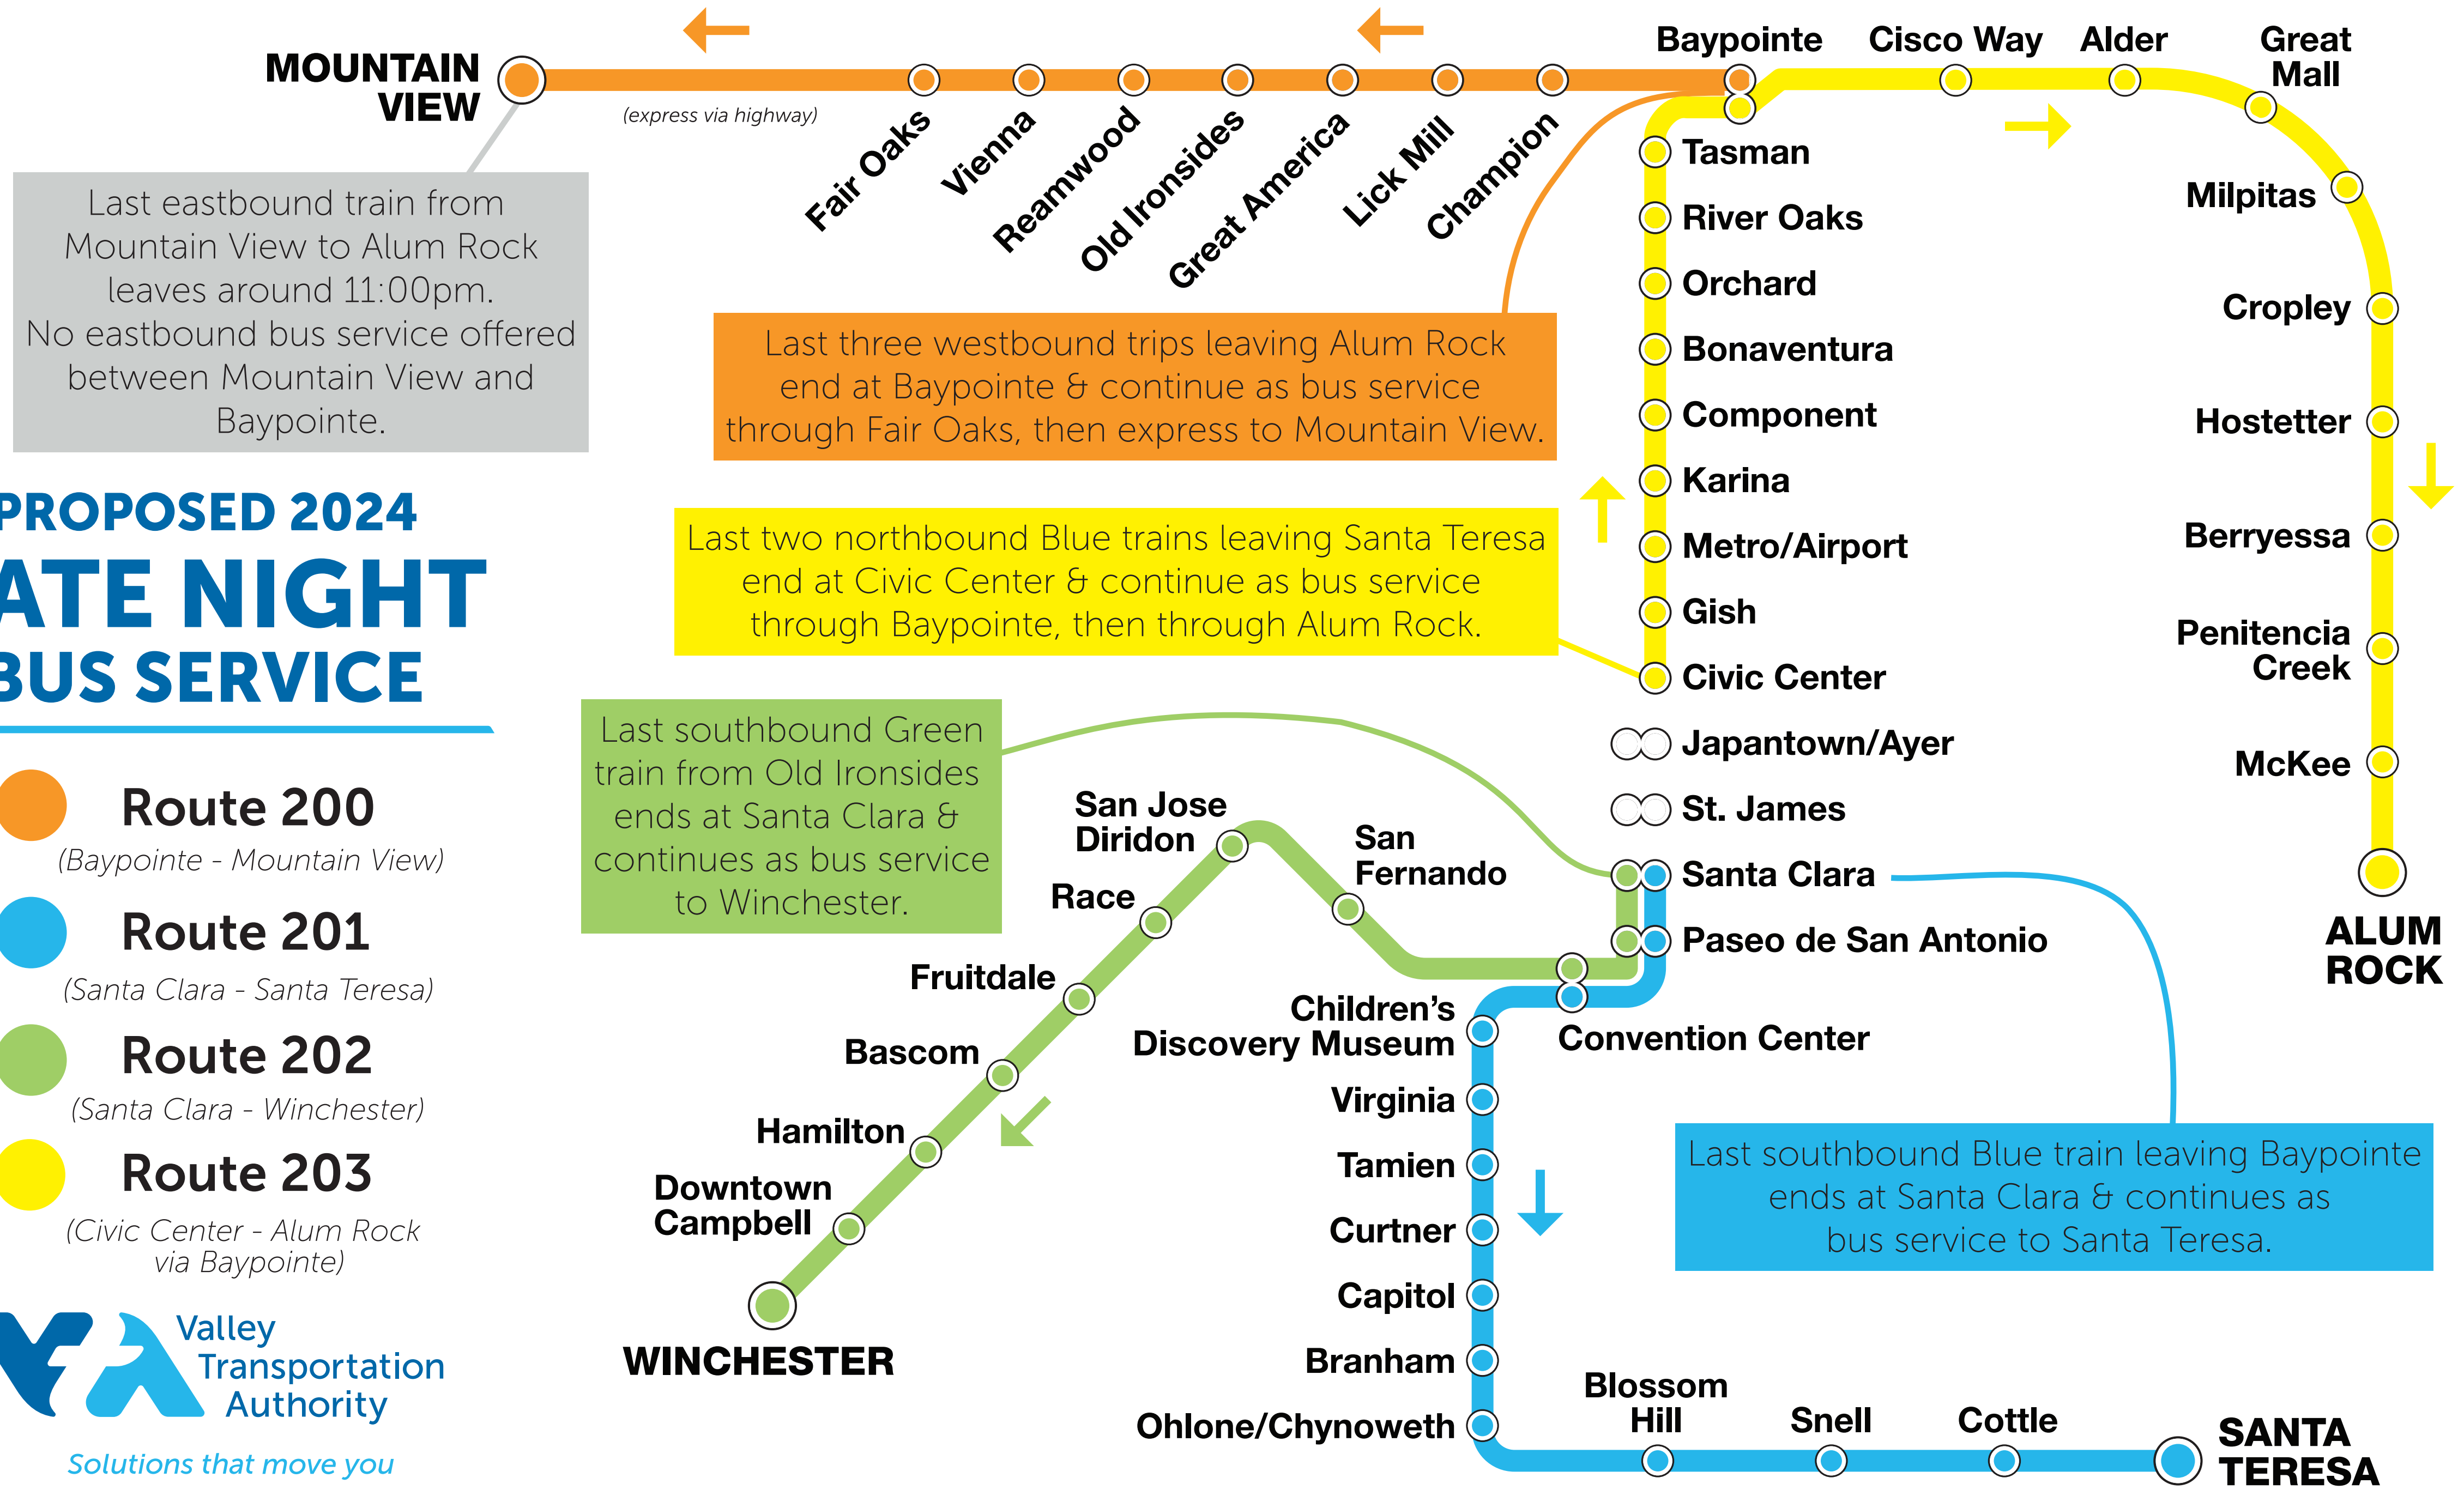 MOUNTAIN
VIEW
(express via highway)
Fair Oaks
Vienna
Reamwood
Old Ironsides
Great America
Lick Mill
Champion
Baypointe
Cisco Way
Alder
Great
Mall
Milpitas
Cropley
Hostetter
Berryessa
Penitencia
Creek
McKee
ALUM
ROCK
Tasman
River Oaks
Orchard
Bonaventura
Component
Karina
Metro/Airport
Gish
Civic Center
Japantown/Ayer
St. James
Santa Clara
Paseo de San Antonio
Convention Center
Last eastbound train from
Mountain View to Alum Rock
leaves around 11:00pm.
No eastbound bus service offered
between Mountain View and
Baypointe.
Last three westbound trips leaving Alum Rock
end at Baypointe & continue as bus service
through Fair Oaks, then express to Mountain View.
Last two northbound Blue trains leaving Santa Teresa
end at Civic Center & continue as bus service
through Baypointe, then through Alum Rock.
Last southbound Green
train from Old Ironsides
ends at Santa Clara &
continues as bus service
to Winchester.
San Fernando
San Jose
Diridon
Race
Fruitdale
Bascom
Hamilton
Downtown
Campbell
WINCHESTER
Children's
Discovery Museum
Virginia
Tamien
Curtner
Capitol
Branham
Ohlone/Chynoweth
Blossom
Hill
Snell
Cottle
SANTA
TERESA
Last southbound Blue train leaving Baypointe
ends at Santa Clara & continues as
bus service to Santa Teresa.
PROPOSED 2024
ATE NIGHT
BUS SERVICE
Route 200
(Baypointe - Mountain View)
Route 201
(Santa Clara - Santa Teresa)
Route 202
(Santa Clara - Winchester)
Route 203
(Civic Center - Alum Rock
via Baypointe)
VTA
Valley
Transportation
Authority
Solutions that move you